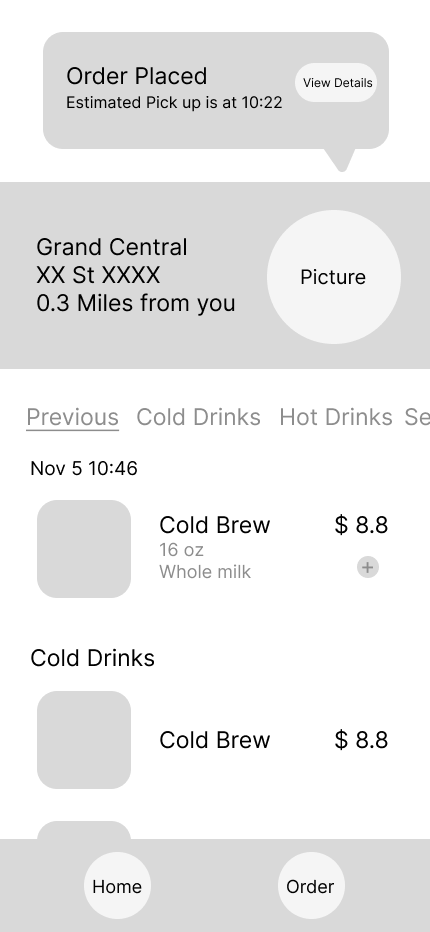 Order Placed
View Details
Estimated Pick up is at 10:22
Grand Central
XX St XXXX
0.3 Miles from you
Picture
Previous Cold Drinks Hot Drinks Se
Nov 5 10:46
Cold Brew $ 8.8
16 oz
Whole milk
+
Cold Drinks
Cold Brew $ 8.8
Home Order